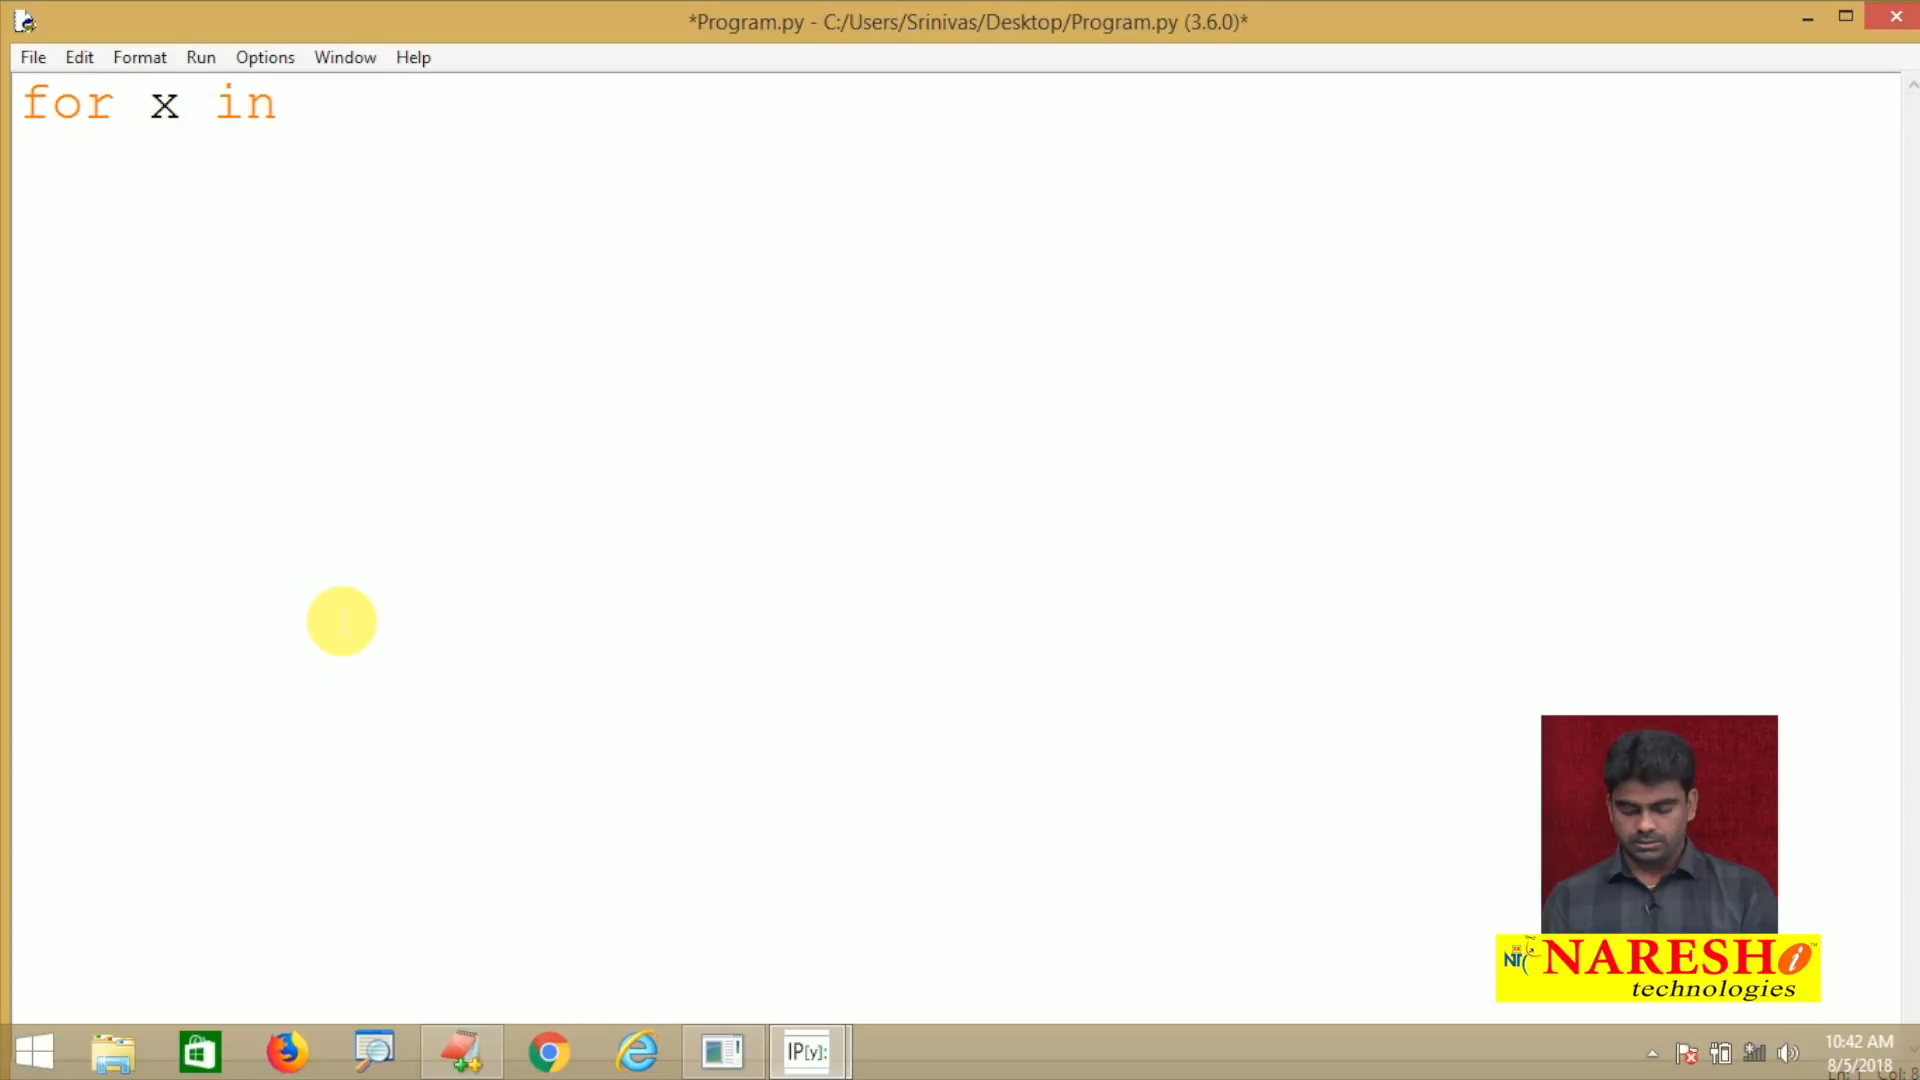 *Program.py - C:/Users/Srinivas/Desktop/Program.py (3.6.0)*
File Edit Format Run Options Window Help
for x in
NARESH i
technologies
IP[y]:
10:42 AM
8/5/2018